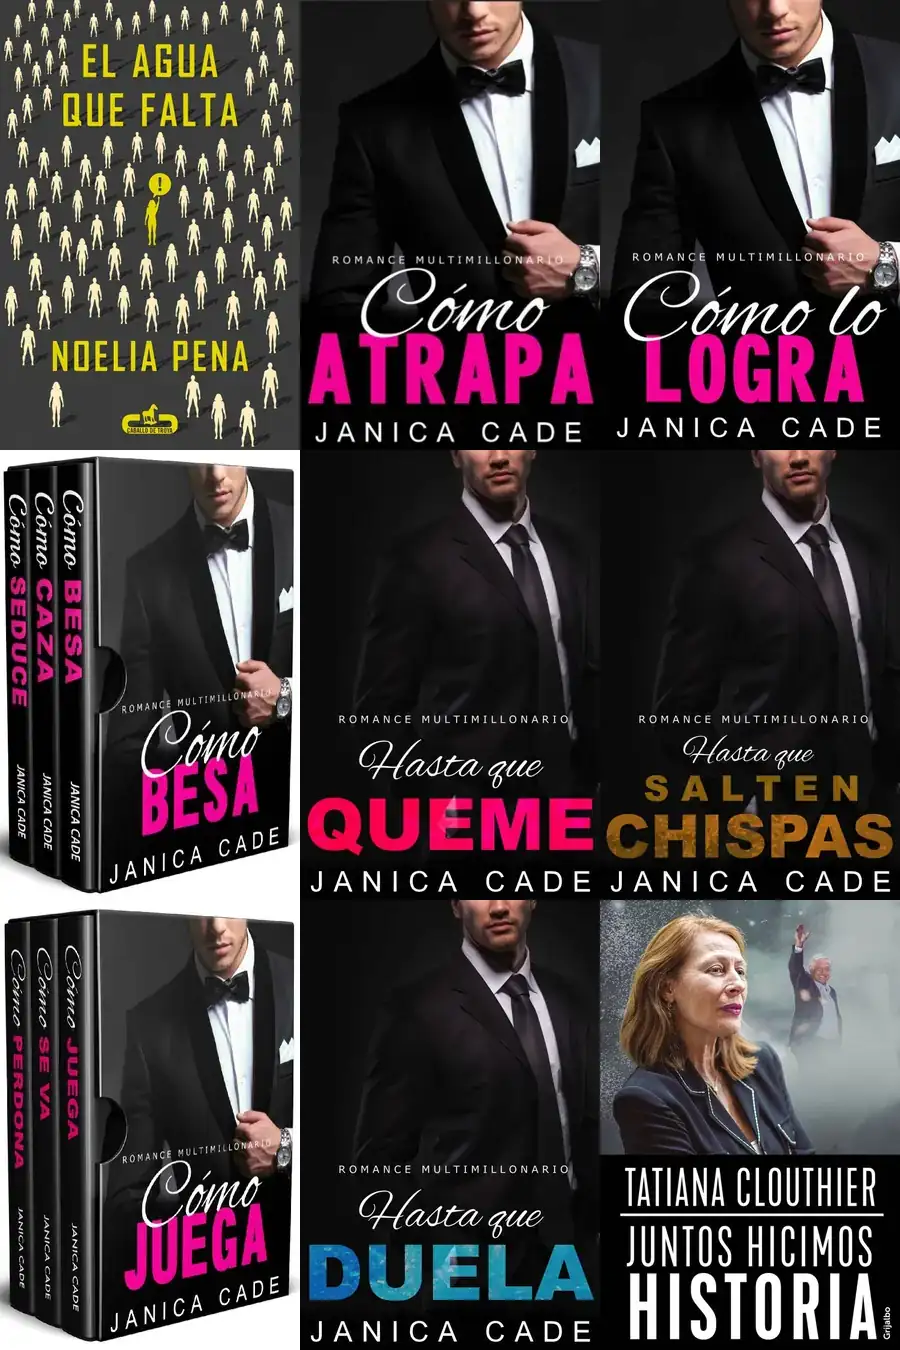 EL AGUA
QUE FALTA
!
NOELIA PENA
CABALLO DE TROYA
ROMANCE MULTIMILLONARIO
Cómo
ATRAPA
JANICA CADE
ROMANCE MULTIMILLONARIO
Cómo lo
LOGRA
JANICA CADE
Cómo SEDUCE
JANICA CADE
Cómo CAZA
JANICA CADE
Cómo BESA
JANICA CADE
ROMANCE MULTIMILLONARIO
Cómo
BESA
JANICA CADE
ROMANCE MULTIMILLONARIO
Hasta que
QUEME
JANICA CADE
ROMANCE MULTIMILLONARIO
Hasta que
SALTEN
CHISPAS
JANICA CADE
Cómo PERDONA
JANICA CADE
Cómo SE VA
JANICA CADE
Cómo JUEGA
JANICA CADE
ROMANCE MULTIMILLONARIO
Cómo
JUEGA
JANICA CADE
ROMANCE MULTIMILLONARIO
Hasta que
DUELA
JANICA CADE
TATIANA CLOUTHIER
JUNTOS HICIMOS
HISTORIA
Grijalbo